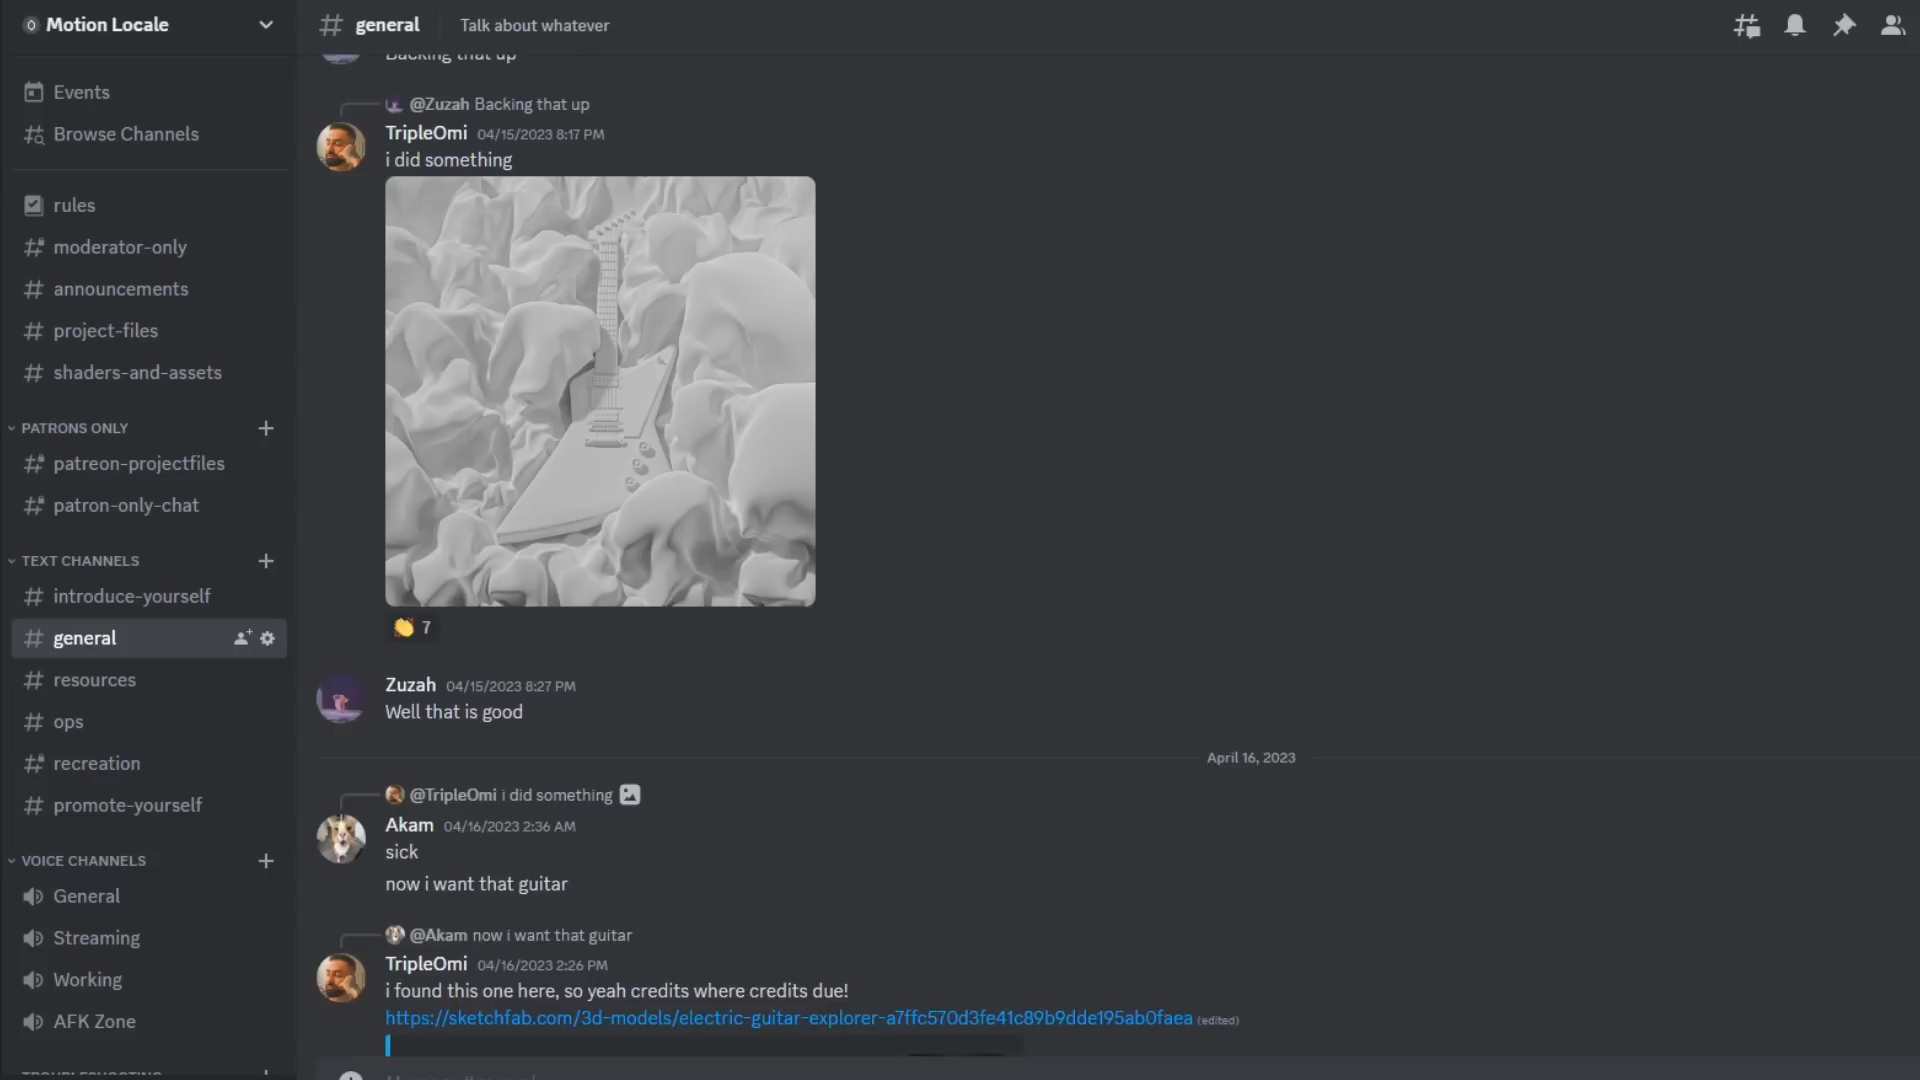 Motion Locale
Events
Browse Channels
rules
moderator-only
announcements
project-files
shaders-and-assets
PATRONS ONLY
patreon-projectfiles
patron-only-chat
TEXT CHANNELS
introduce-yourself
general
resources
ops
recreation
promote-yourself
VOICE CHANNELS
General
Streaming
Working
AFK Zone
TROUBLESHOOTING
general Talk about whatever
Backing that up
@Zuzah Backing that up
TripleOmi 04/15/2023 8:17 PM
i did something
7
Zuzah 04/15/2023 8:27 PM
Well that is good
April 16, 2023
@TripleOmi i did something
Akam 04/16/2023 2:36 AM
sick
now i want that guitar
@Akam now i want that guitar
TripleOmi 04/16/2023 2:26 PM
i found this one here, so yeah credits where credits due!
https://sketchfab.com/3d-models/electric-guitar-explorer-a7ffc570d3fe41c89b9dde195ab0faea (edited)